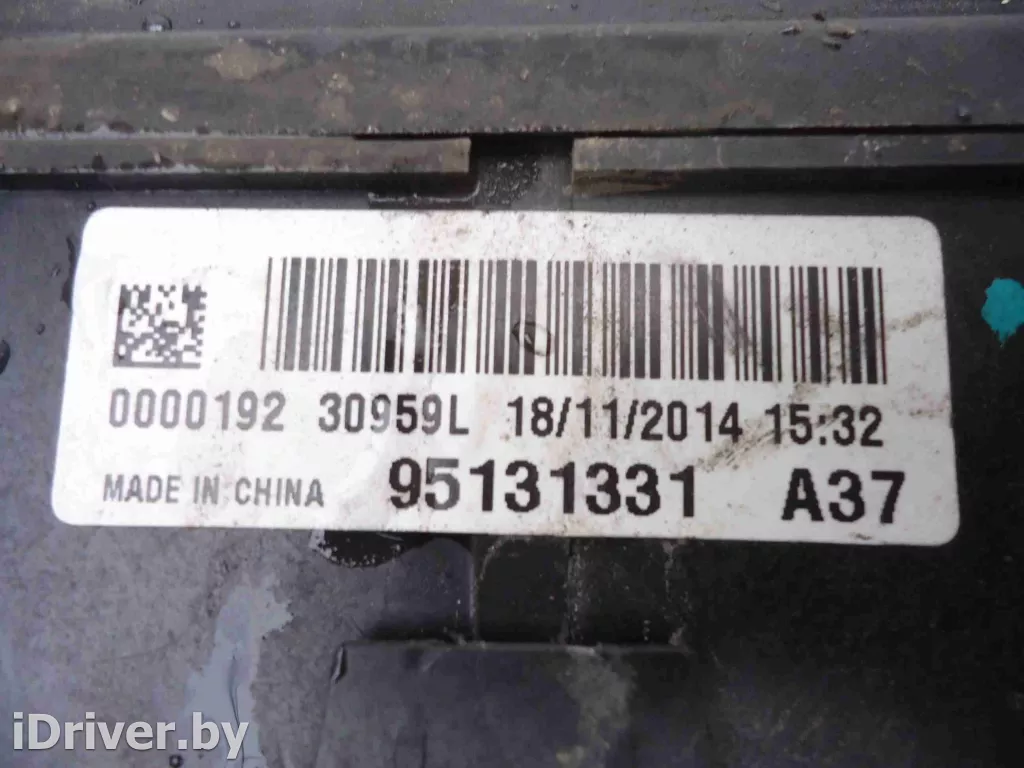 0000192 30959L 18/11/2014 15:32
MADE IN CHINA 95131331 A37
iDriver.by